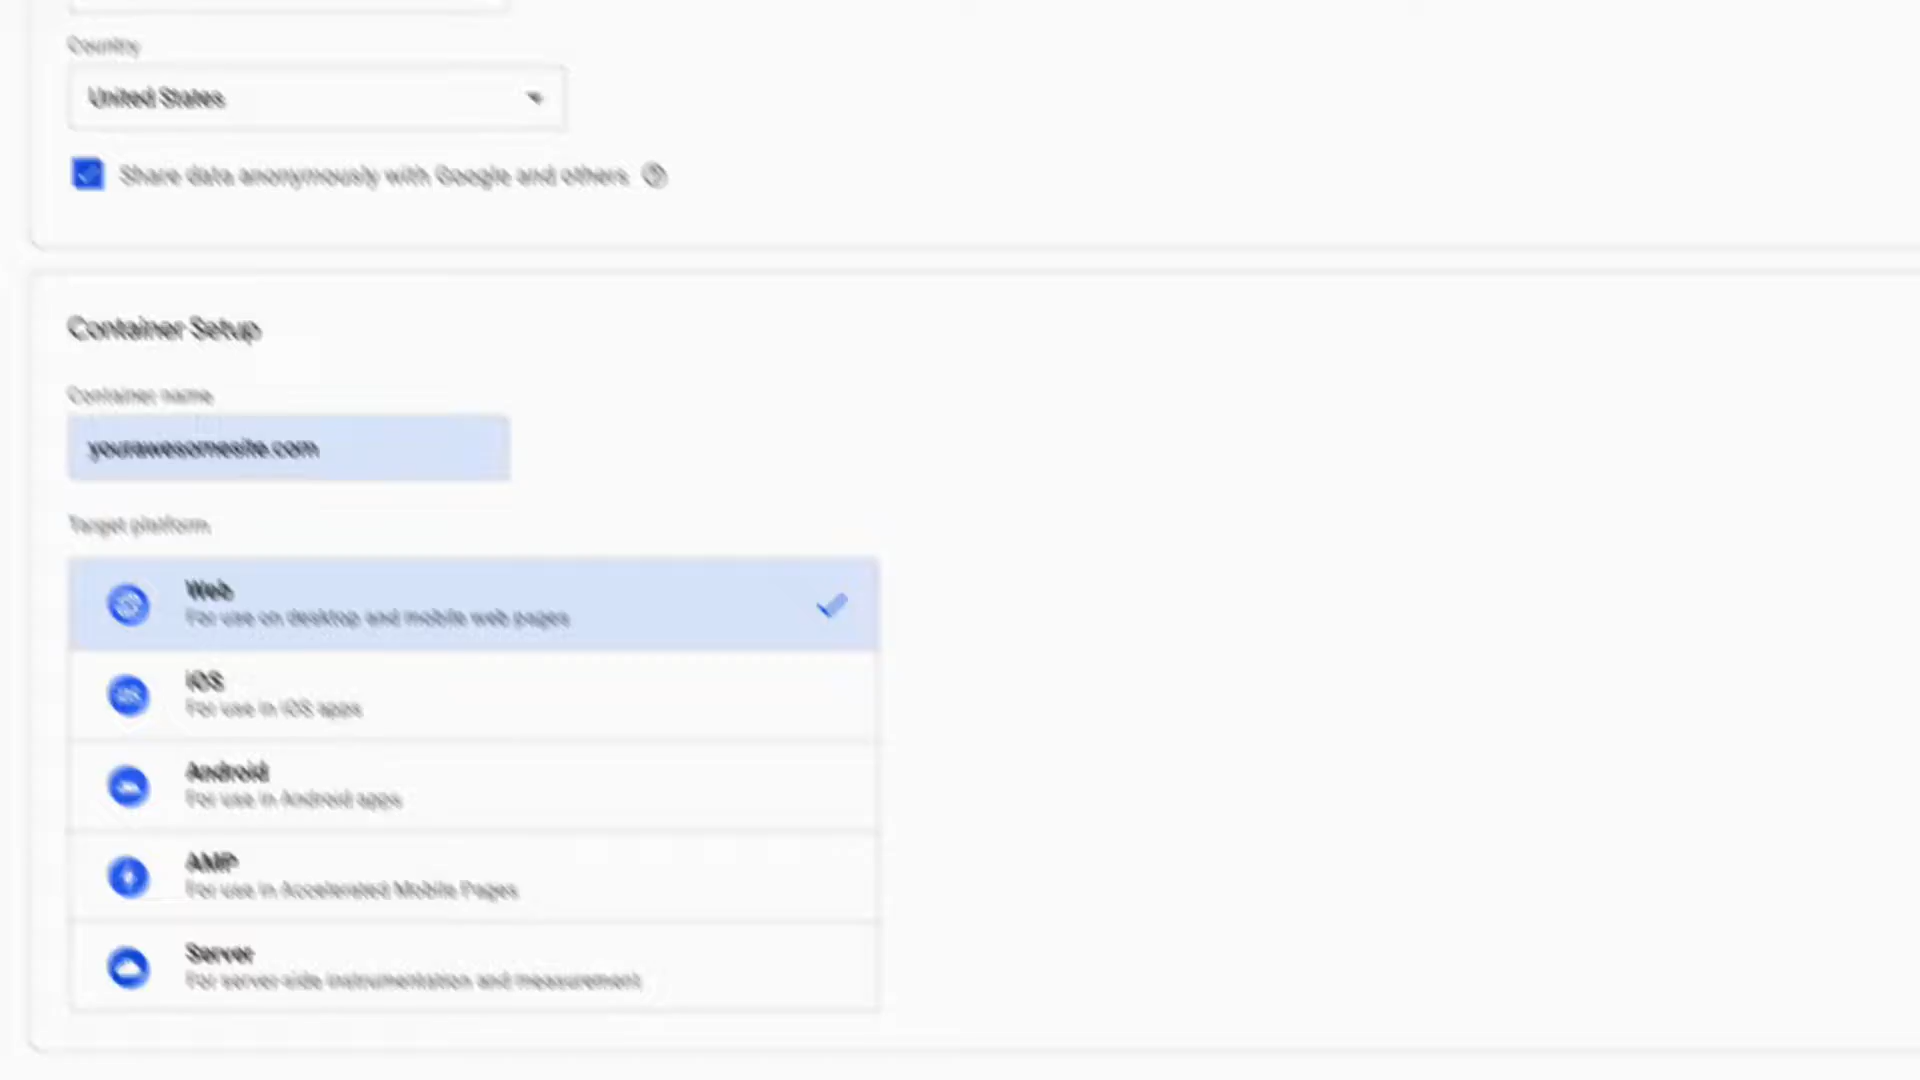 Country
United States
Share data anonymously with Google and others
Container Setup
Container name
yourawesomesite.com
Target platform
Web
For use on desktop and mobile web pages
iOS
For use in iOS apps
Android
For use in Android apps
AMP
For use in Accelerated Mobile Pages
Server
For server-side instrumentation and measurement